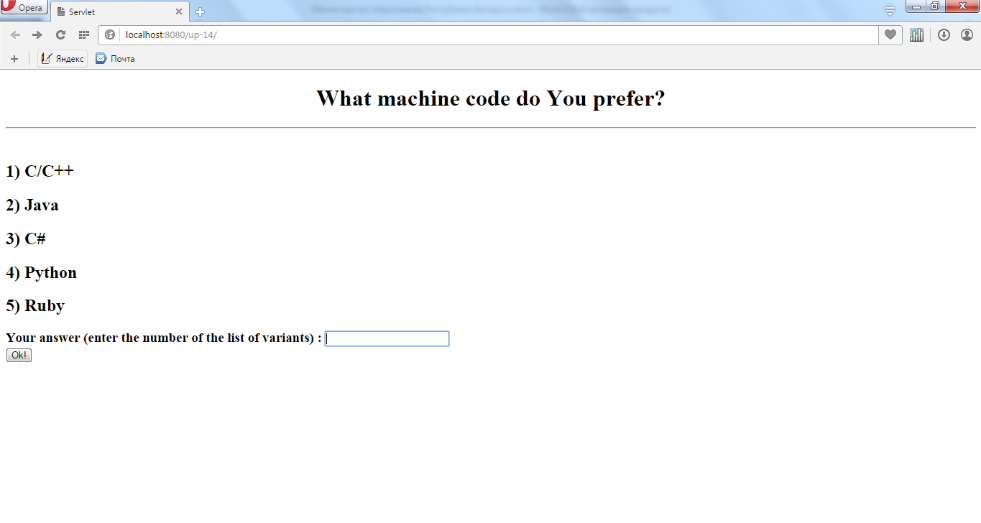 Opera
Servlet
localhost:8080/up-14/
Яндекс
Почта
What machine code do You prefer?
1) C/C++
2) Java
3) C#
4) Python
5) Ruby
Your answer (enter the number of the list of variants) :
Ok!